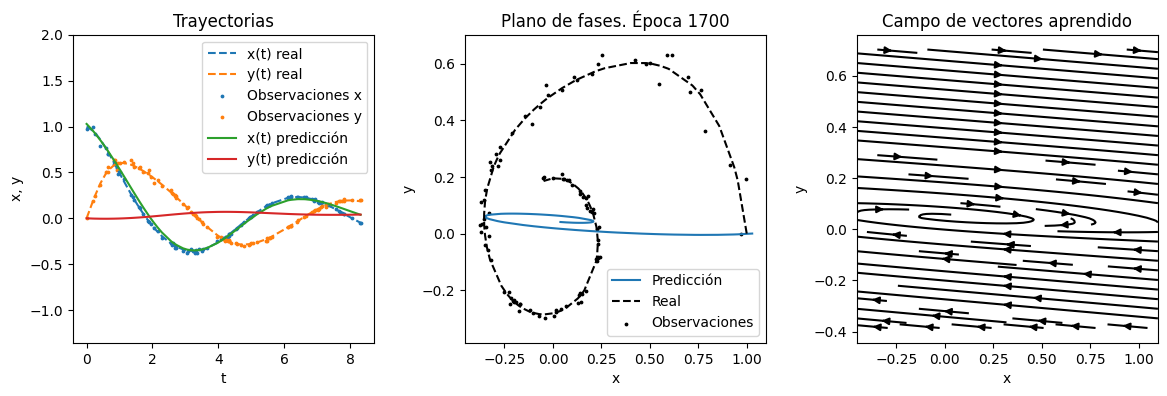 Trayectorias
2.0
1.5
1.0
0.5
0.0
−0.5
−1.0
x, y
0
2
4
6
8
t
x(t) real
y(t) real
Observaciones x
Observaciones y
x(t) predicción
y(t) predicción
Plano de fases. Época 1700
0.6
0.4
0.2
0.0
−0.2
y
−0.25
0.00
0.25
0.50
0.75
1.00
x
Predicción
Real
Observaciones
Campo de vectores aprendido
0.6
0.4
0.2
0.0
−0.2
−0.4
y
−0.25
0.00
0.25
0.50
0.75
1.00
x